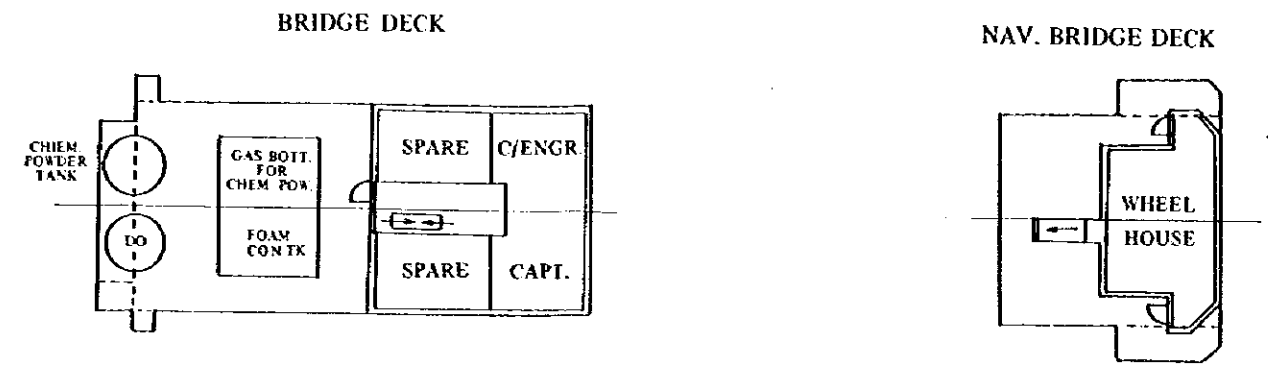 BRIDGE DECK
NAV. BRIDGE DECK
CHIEM.
POWDER
TANK
GAS BOTT.
FOR
CHEM POW.
SPARE
C/ENGR.
DO
FOAM
CON TK
SPARE
CAPT.
WHEEL
HOUSE